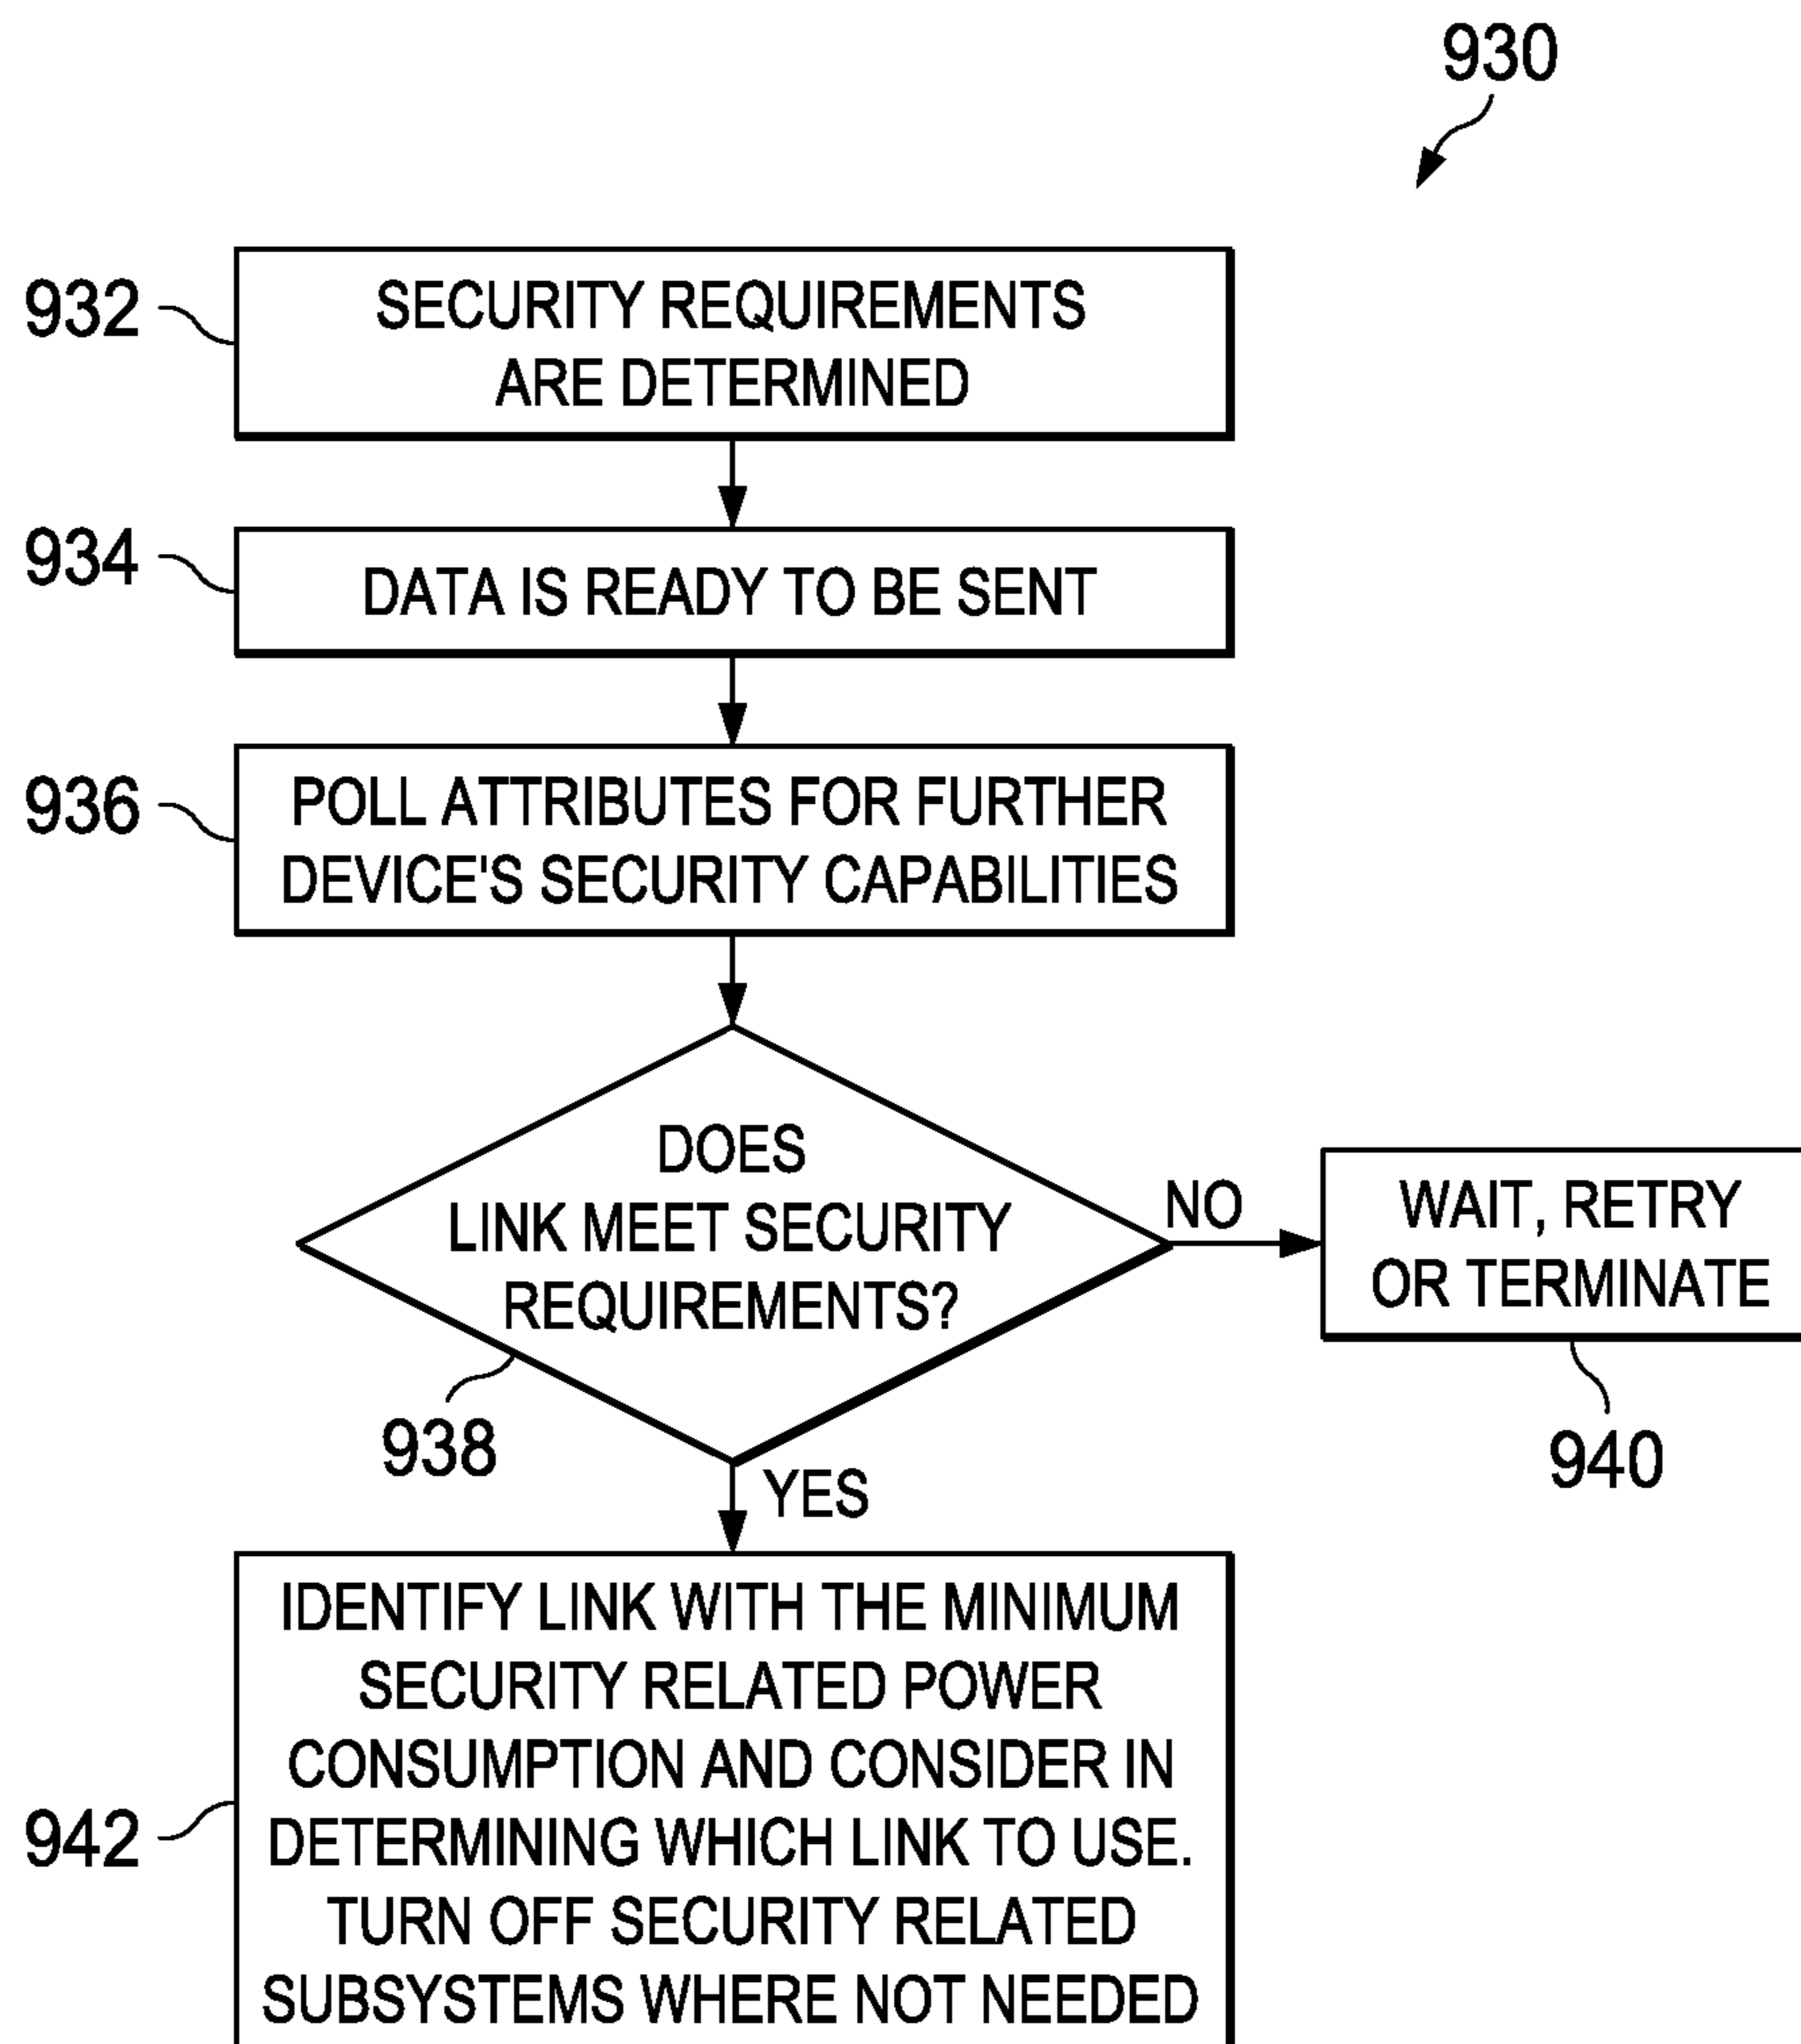 930
932
SECURITY REQUIREMENTS
ARE DETERMINED
934
DATA IS READY TO BE SENT
936
POLL ATTRIBUTES FOR FURTHER
DEVICE'S SECURITY CAPABILITIES
DOES
LINK MEET SECURITY
REQUIREMENTS?
938
NO
WAIT, RETRY
OR TERMINATE
940
YES
942
IDENTIFY LINK WITH THE MINIMUM
SECURITY RELATED POWER
CONSUMPTION AND CONSIDER IN
DETERMINING WHICH LINK TO USE.
TURN OFF SECURITY RELATED
SUBSYSTEMS WHERE NOT NEEDED